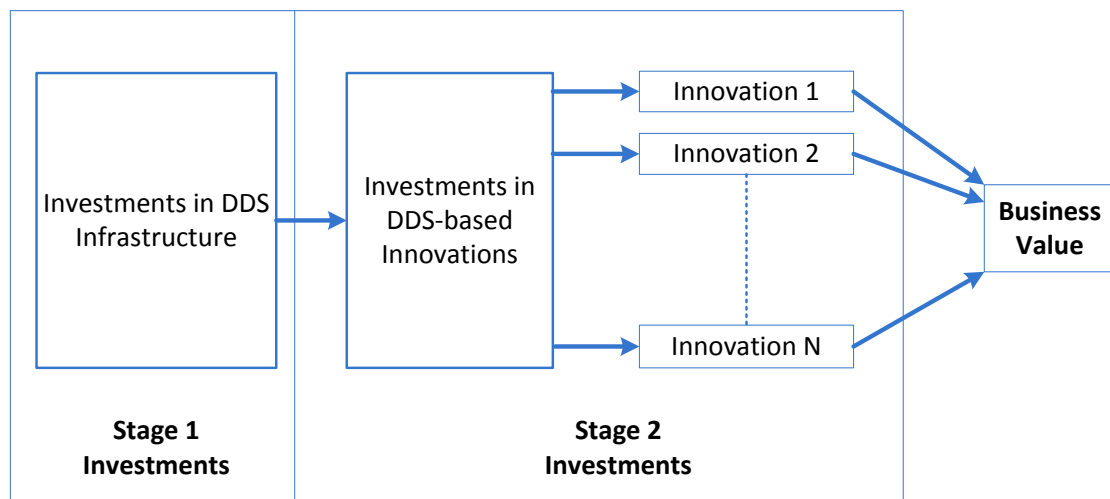 Investments in DDS
Infrastructure
Stage 1
Investments
Investments in
DDS-based
Innovations
Innovation 1
Innovation 2
Innovation N
Stage 2
Investments
Business
Value